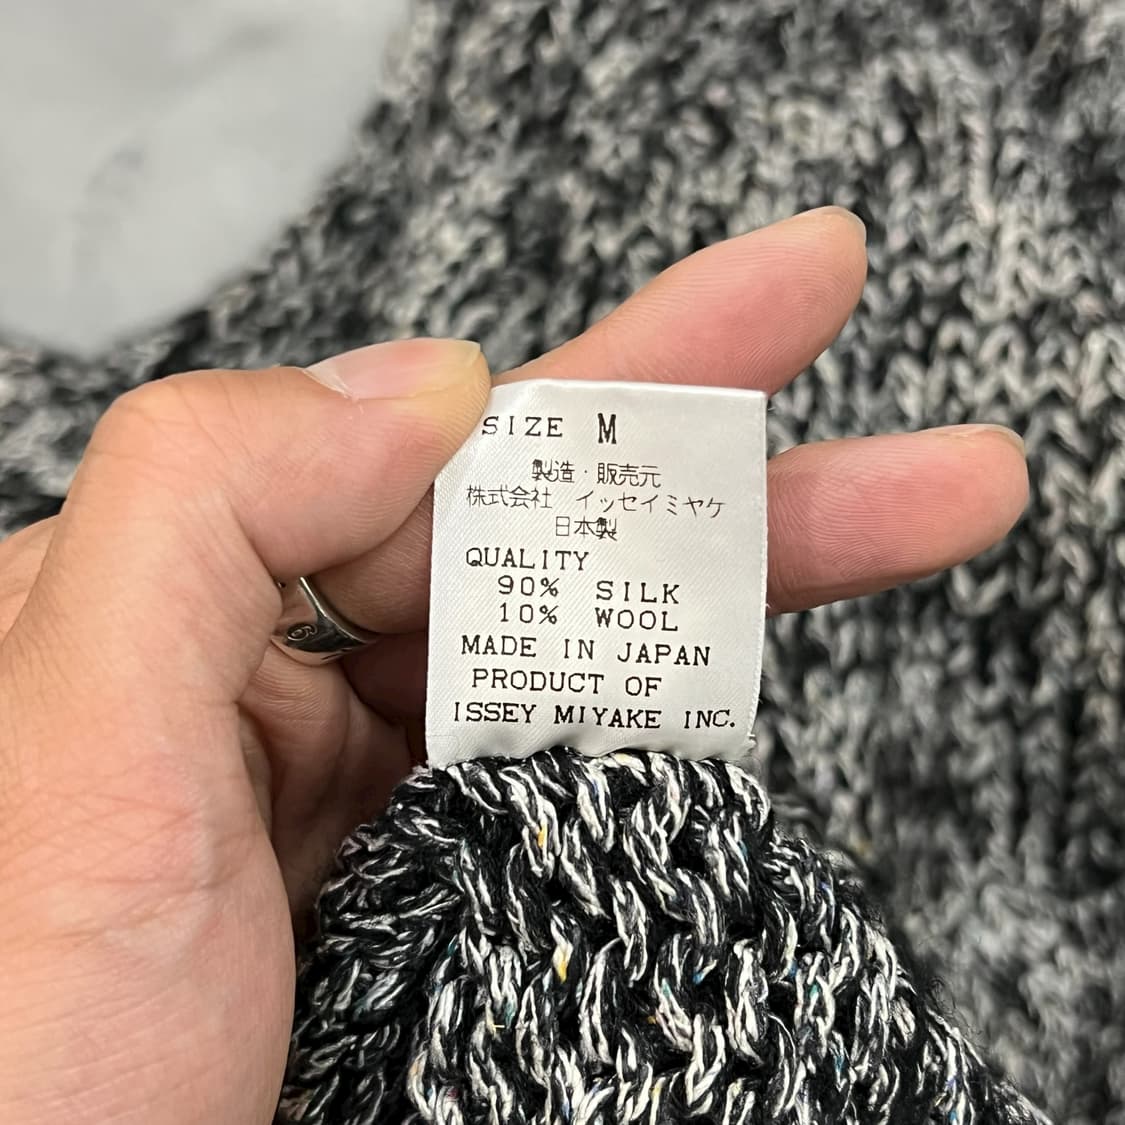 SIZE M
製造・販売元
株式会社 イッセイミヤケ
日本製
QUALITY
90% SILK
10% WOOL
MADE IN JAPAN
PRODUCT OF
ISSEY MIYAKE INC.